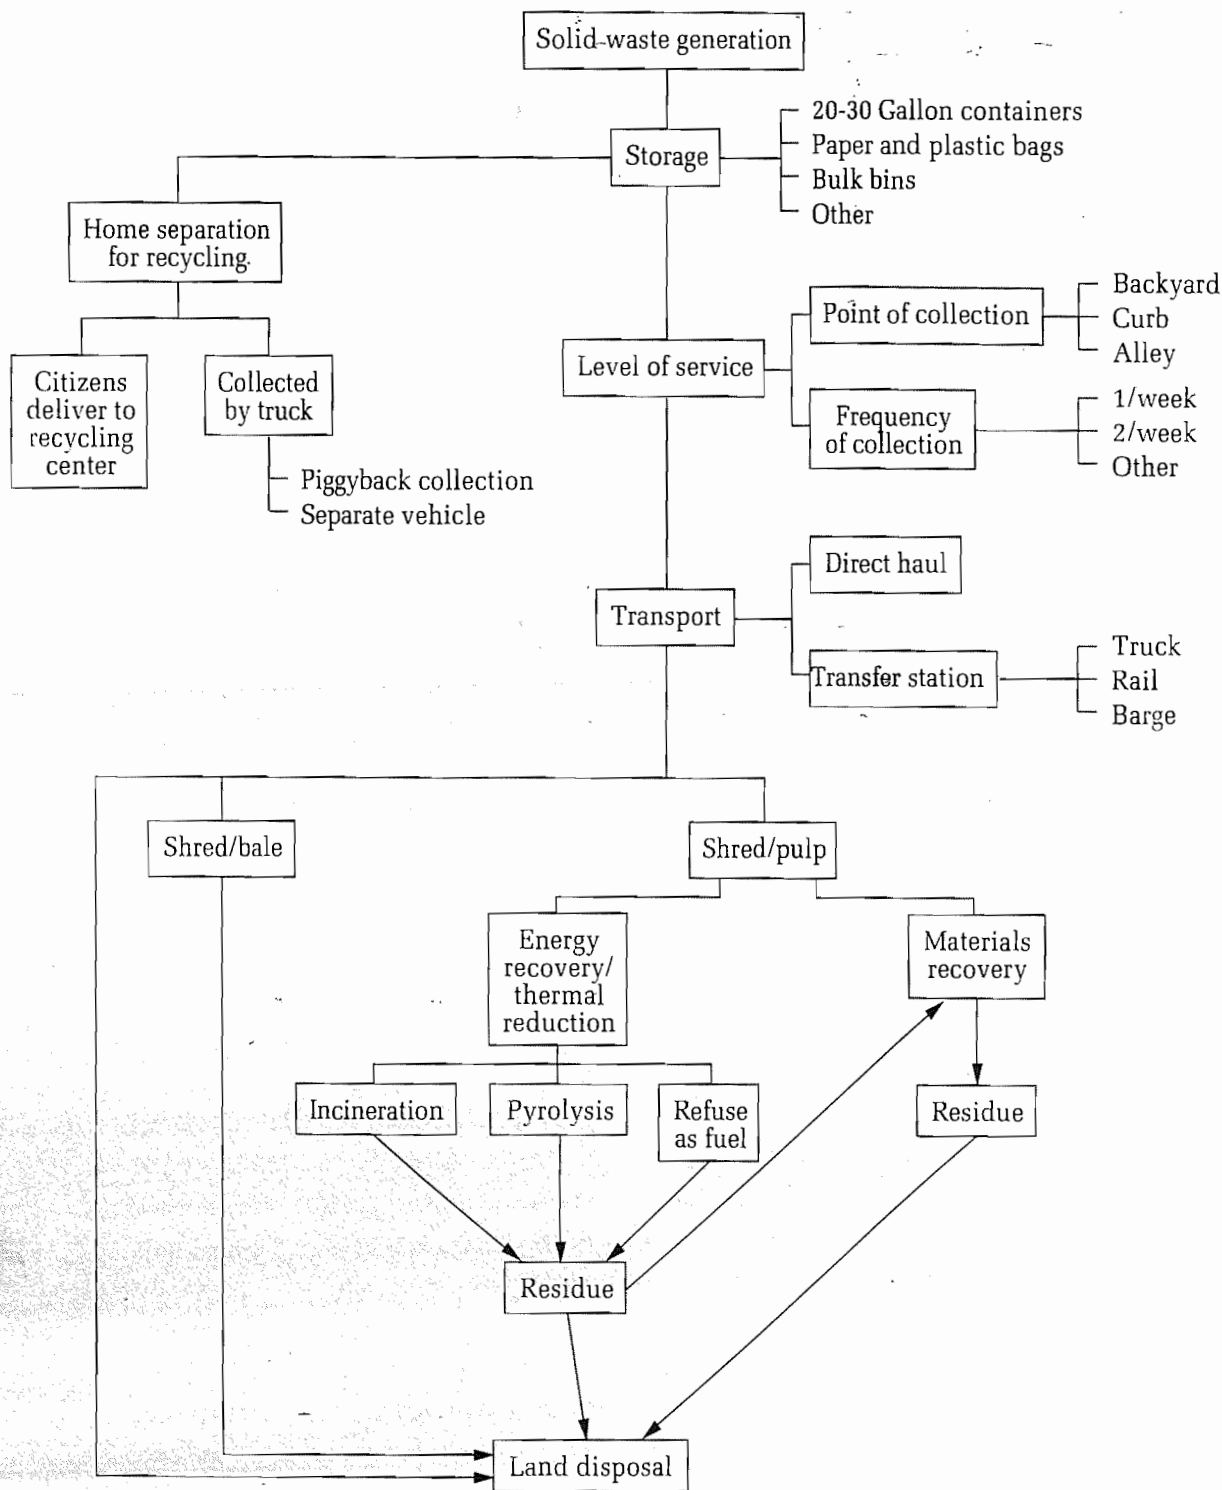 Solid-waste generation
Storage
20-30 Gallon containers
Paper and plastic bags
Bulk bins
Other
Home separation
for recycling.
Citizens
deliver to
recycling
center
Collected
by truck
Piggyback collection
Separate vehicle
Level of service
Point of collection
Backyard
Curb
Alley
Frequency
of collection
1/week
2/week
Other
Transport
Direct haul
Transfer station
Truck
Rail
Barge
Shred/bale
Shred/pulp
Energy
recovery/
thermal
reduction
Materials
recovery
Incineration
Pyrolysis
Refuse
as fuel
Residue
Residue
Land disposal